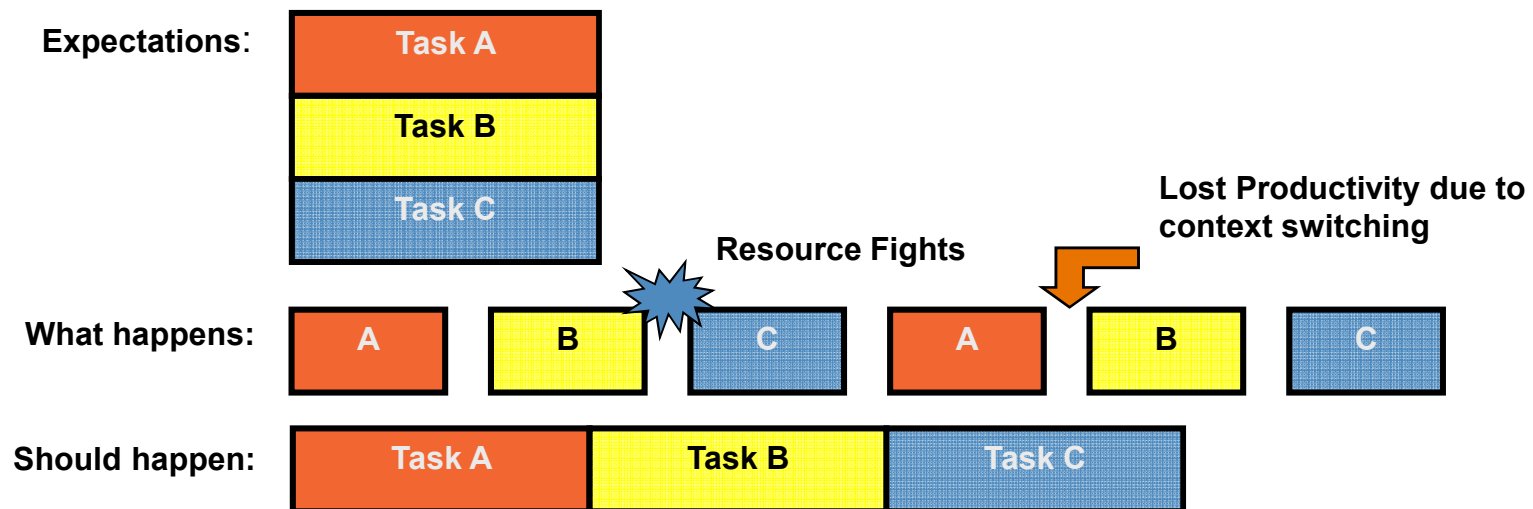 Expectations:
Task A
Task B
Task C
Lost Productivity due to
context switching
Resource Fights
What happens:
A
B
C
A
B
C
Should happen:
Task A
Task B
Task C